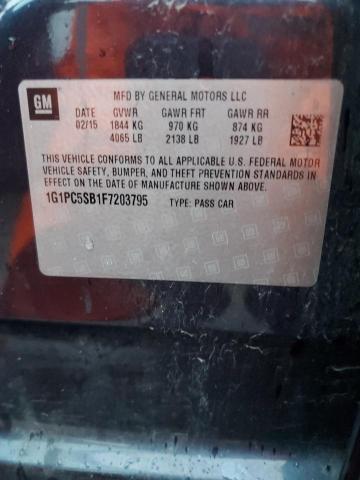 GM
MFD BY GENERAL MOTORS LLC
DATE GVWR GAWR FRT GAWR RR
02/15 1844 KG 970 KG 874 KG
4065 LB 2138 LB 1927 LB
THIS VEHICLE CONFORMS TO ALL APPLICABLE U.S. FEDERAL MOTOR
VEHICLE SAFETY, BUMPER, AND THEFT PREVENTION STANDARDS IN
EFFECT ON THE DATE OF MANUFACTURE SHOWN ABOVE.
1G1PC5SB1F7203795 TYPE: PASS CAR